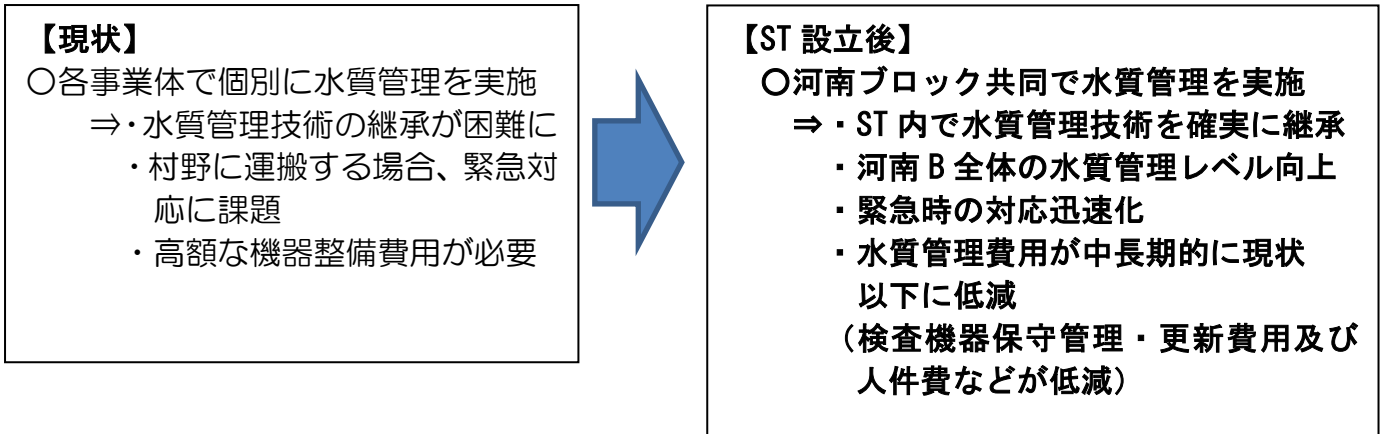 【現状】
〇各事業体で個別に水質管理を実施
⇒・水質管理技術の継承が困難に
・村野に運搬する場合、緊急対
応に課題
・高額な機器整備費用が必要
【ST 設立後】
〇河南ブロック共同で水質管理を実施
⇒・ST 内で水質管理技術を確実に継承
・河南 B 全体の水質管理レベル向上
・緊急時の対応迅速化
・水質管理費用が中長期的に現状
以下に低減
（検査機器保守管理・更新費用及び
人件費などが低減）